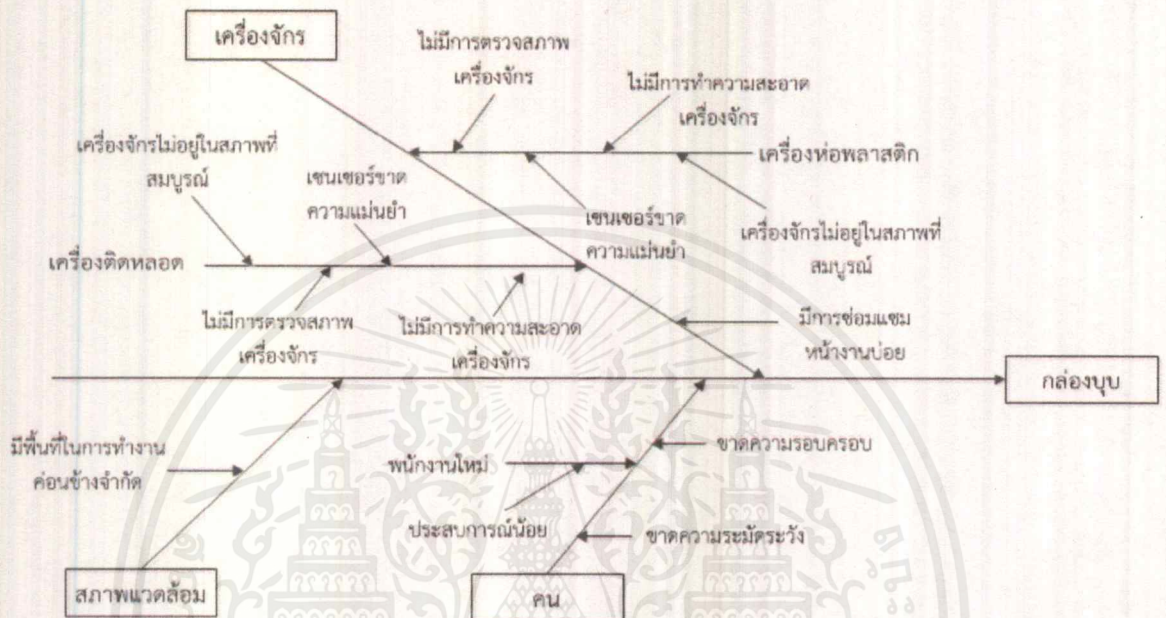 เครื่องจักร
ไม่มีการตรวจสภาพ
เครื่องจักร
ไม่มีการทำความสะอาด
เครื่องจักร
เครื่องห่อพลาสติก
เครื่องจักรไม่อยู่ในสภาพที่
สมบูรณ์
เซนเซอร์ขาด
ความแม่นยำ
เซนเซอร์ขาด
ความแม่นยำ
เครื่องจักรไม่อยู่ในสภาพที่
สมบูรณ์
เครื่องติดหลอด
ไม่มีการตรวจสภาพ
เครื่องจักร
ไม่มีการทำความสะอาด
เครื่องจักร
มีการซ่อมแซม
หน้างานบ่อย
กล่องบุบ
มีพื้นที่ในการทำงาน
ค่อนข้างจำกัด
พนักงานใหม่
ขาดความรอบครอบ
ประสบการณ์น้อย
ขาดความระมัดระวัง
สภาพแวดล้อม
คน